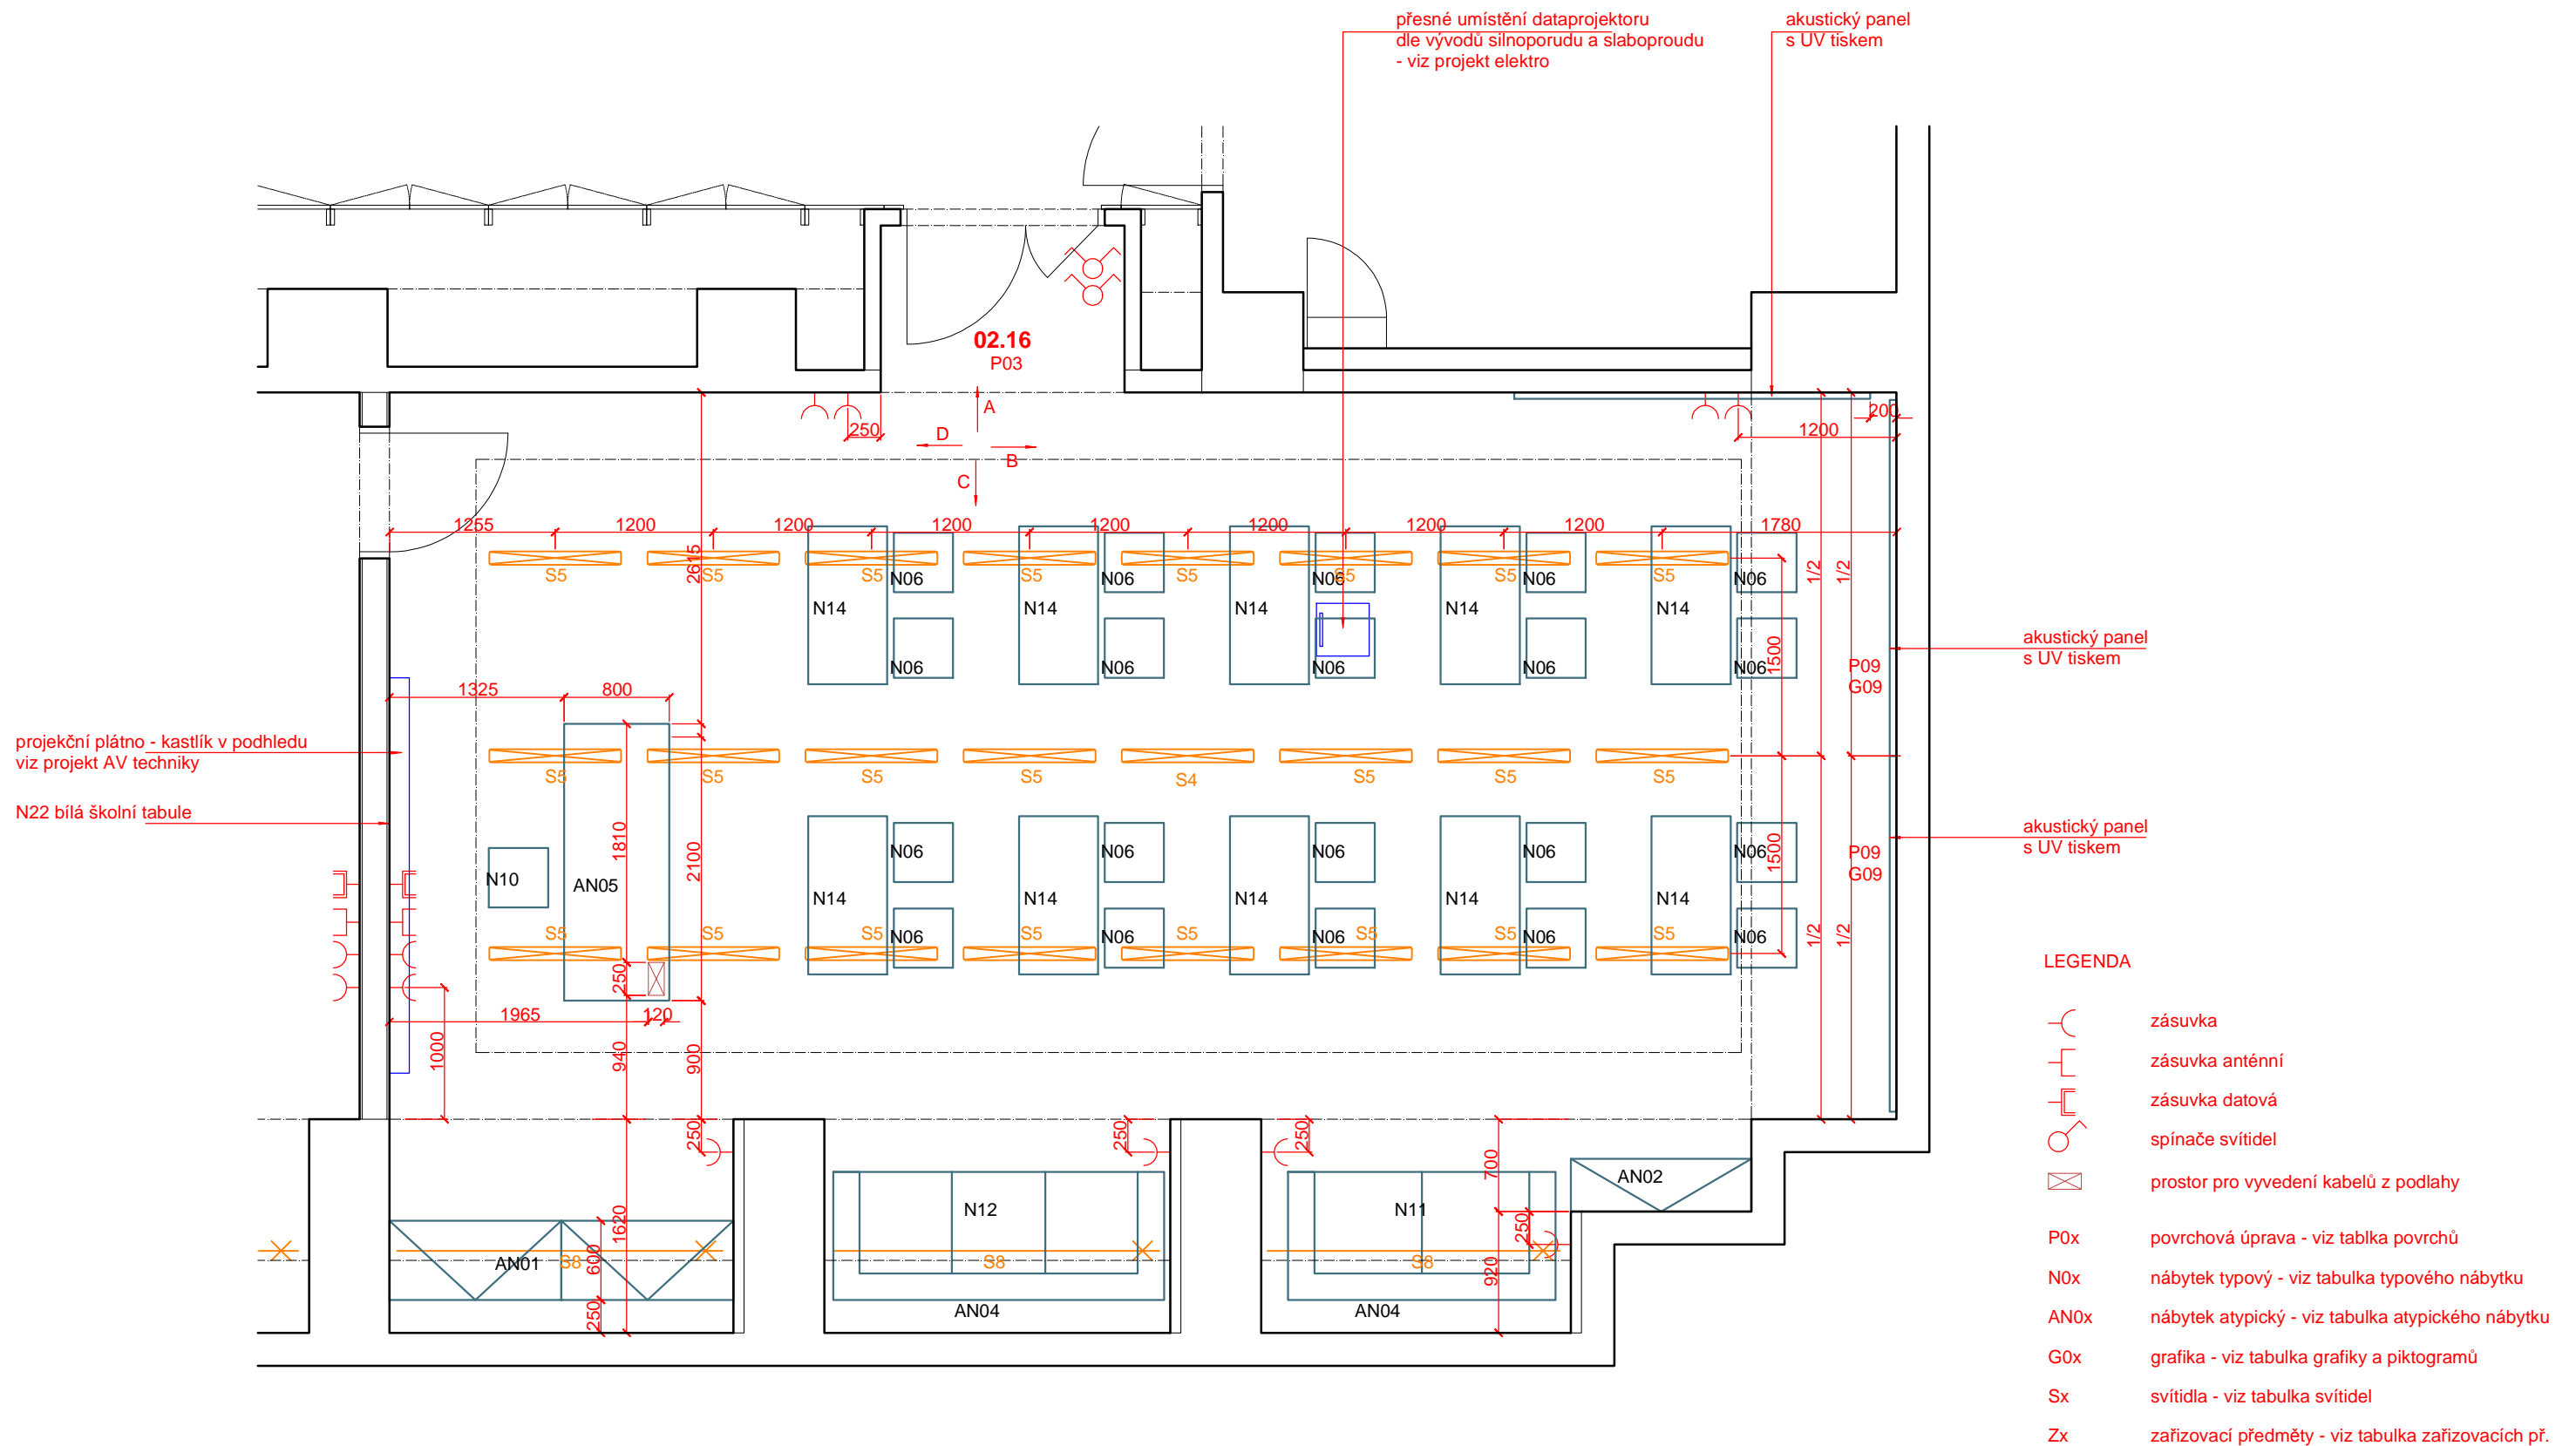 přesné umístění dataprojektoru
dle vývodů silnoporudu a slaboproudu
- viz projekt elektro
akustický panel
s UV tiskem
02.16
P03
A
D
B
C
250
200
1200
1255
1200
1200
1200
1200
1200
1200
1200
1780
2615
S5
S5
S5
S5
S5
S5
S5
S5
N06
N06
N06
N06
N06
N14
N14
N14
N14
N14
N06
N06
N06
N06
N06
1/2
1/2
1500
P09
G09
akustický panel
s UV tiskem
1325
800
projekční plátno - kastlík v podhledu
viz projekt AV techniky
S5
S5
S5
S5
S4
S5
S5
S5
N22 bílá školní tabule
1810
2100
N10
AN05
N06
N06
N06
N06
N06
N14
N14
N14
N14
N14
N06
N06
N06
N06
N06
1500
P09
G09
1/2
1/2
akustický panel
s UV tiskem
S5
S5
S5
S5
S5
S5
S5
S5
250
1965
120
1000
940
900
250
250
250
700
AN02
N12
N11
1620
600
250
AN01
S8
S8
S8
250
920
AN04
AN04
LEGENDA
zásuvka
zásuvka anténní
zásuvka datová
spínače svítidel
prostor pro vyvedení kabelů z podlahy
P0x povrchová úprava - viz tablka povrchů
N0x nábytek typový - viz tabulka typového nábytku
AN0x nábytek atypický - viz tabulka atypického nábytku
G0x grafika - viz tabulka grafiky a piktogramů
Sx svítidla - viz tabulka svítidel
Zx zařizovací předměty - viz tabulka zařizovacích př.